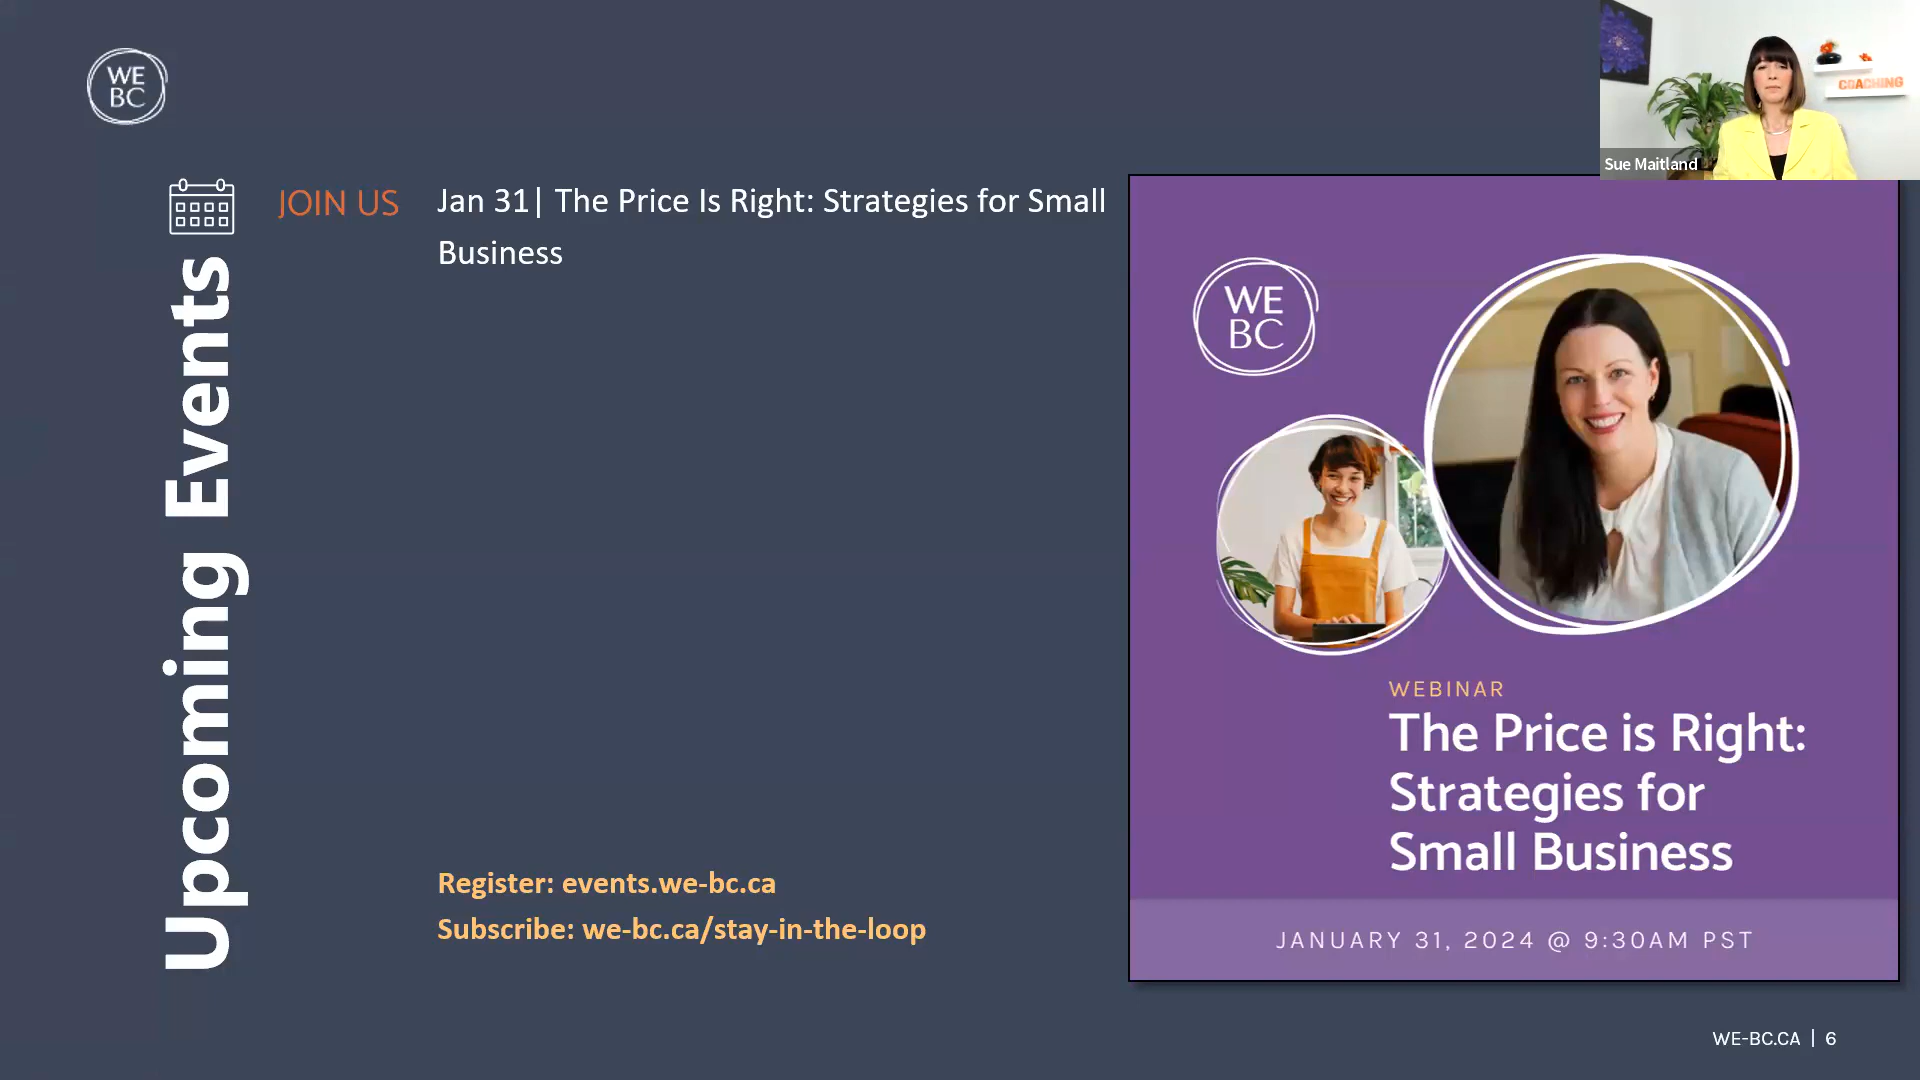 WE
BC
COACHING
Sue Maitland
Upcoming Events
JOIN US
Jan 31| The Price Is Right: Strategies for Small
Business
Register: events.we-bc.ca
Subscribe: we-bc.ca/stay-in-the-loop
WE
BC
WEBINAR
The Price is Right:
Strategies for
Small Business
JANUARY 31, 2024 @ 9:30AM PST
WE-BC.CA | 6